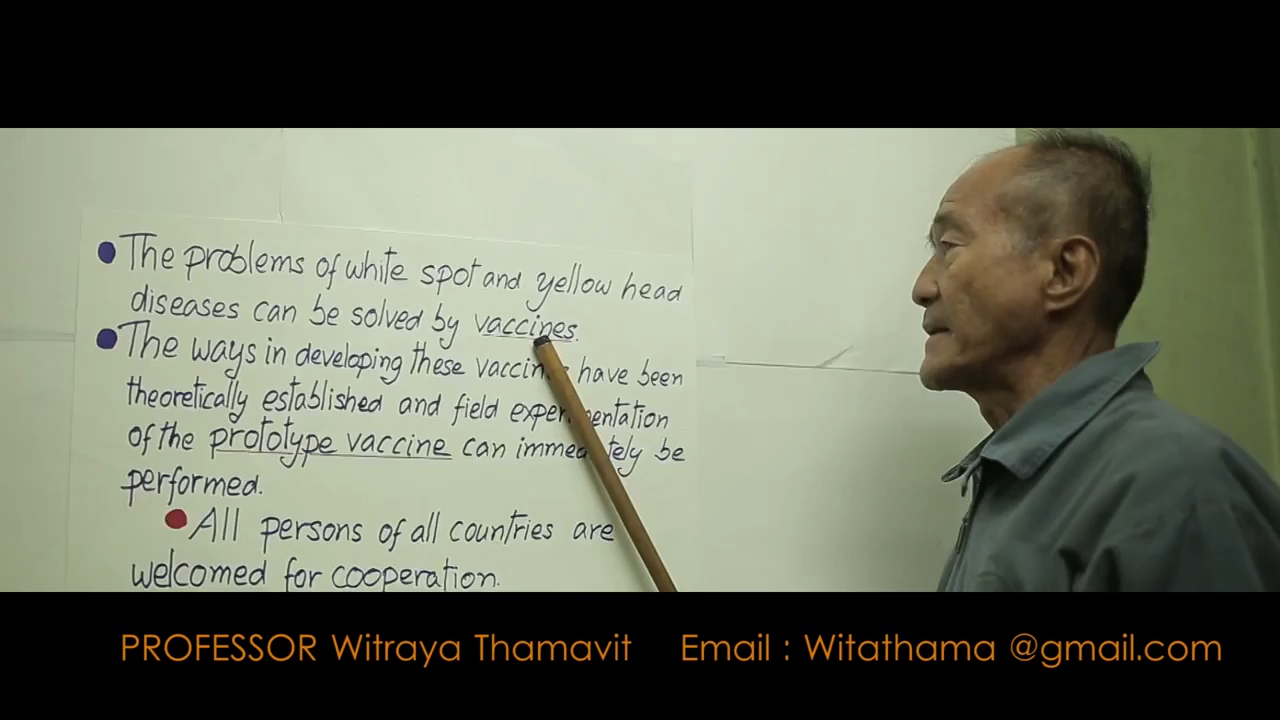 The problems of white spot and yellow head
diseases can be solved by vaccines.
The ways in developing these have been
theoretically established and field
of the prototype vaccine can be
performed.
All persons of all countries are
welcomed for cooperation.
PROFESSOR Witraya Thamavit Email : Witathama @gmail.com